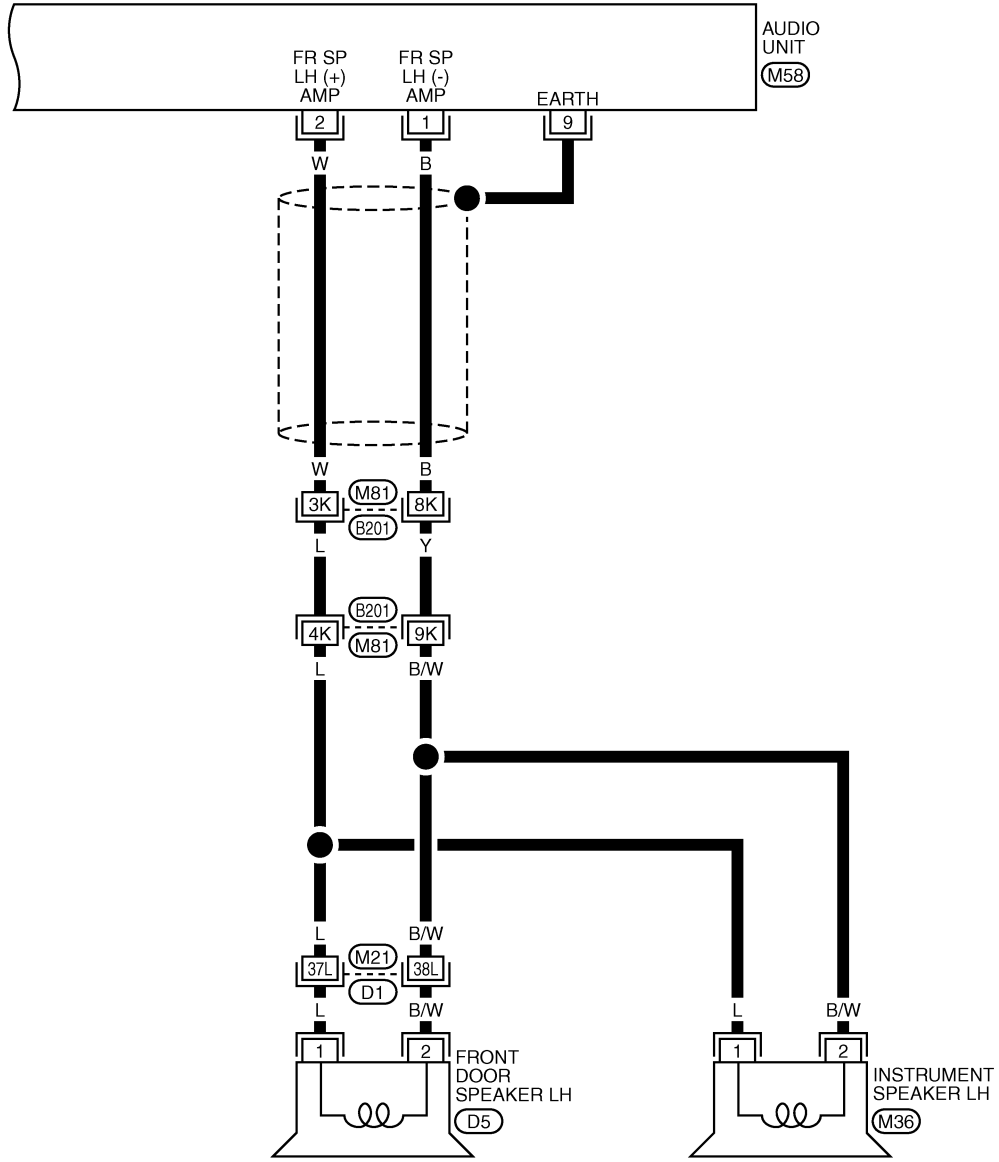 AUDIO
UNIT
M58
FR SP
LH (+)
AMP
FR SP
LH (-)
AMP
EARTH
2
1
9
W
B
W
B
3K
M81
8K
B201
L
Y
B201
4K
9K
M81
L
B/W
L
B/W
M21
37L
38L
D1
L
B/W
L
B/W
1
2
1
2
FRONT
DOOR
SPEAKER LH
D5
INSTRUMENT
SPEAKER LH
M36